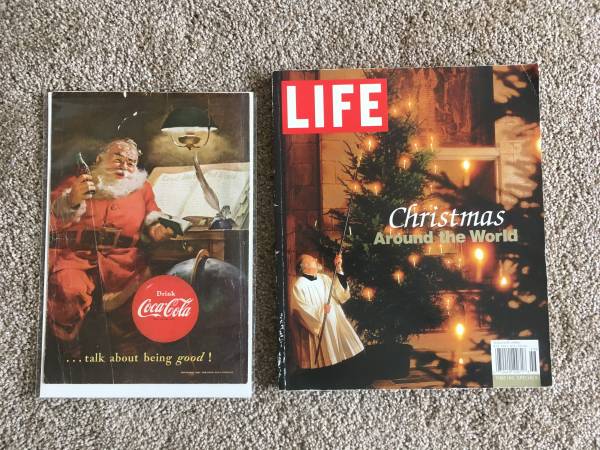 Drink
Coca-Cola
...talk about being good!
LIFE
Christmas
Around the World